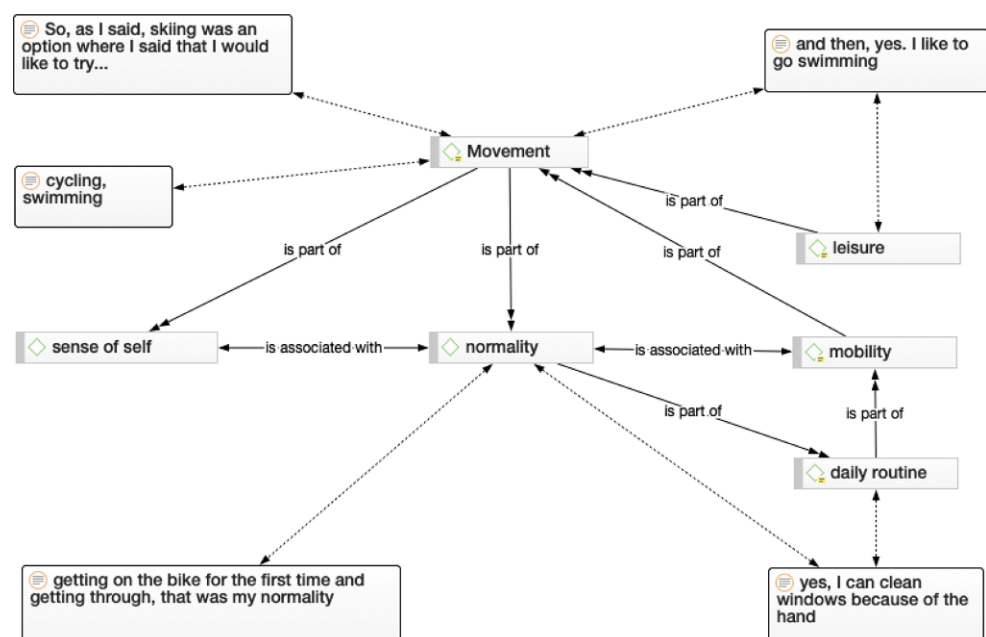 So, as I said, skiing was an
option where I said that I would
like to try...
and then, yes. I like to
go swimming
Movement
cycling,
swimming
is part of
leisure
is part of
is part of
is part of
sense of self
is associated with
normality
is associated with
mobility
is part of
is part of
daily routine
getting on the bike for the first time and
getting through, that was my normality
yes, I can clean
windows because of the
hand